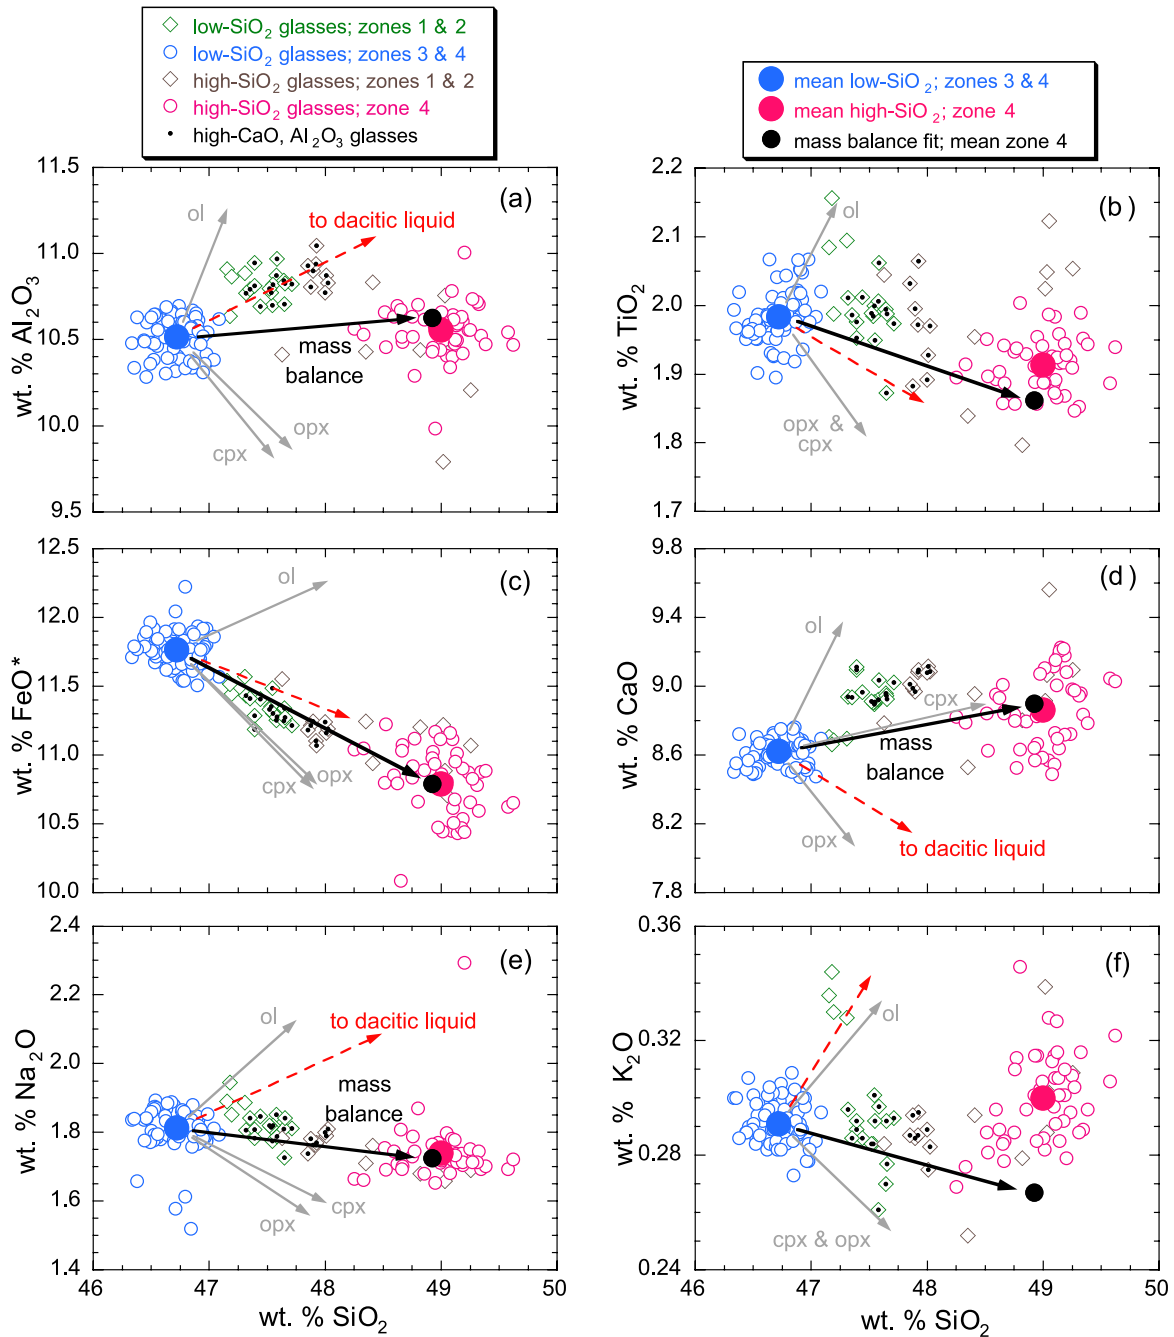 low-SiO2 glasses; zones 1 & 2
low-SiO2 glasses; zones 3 & 4
high-SiO2 glasses; zones 1 & 2
high-SiO2 glasses; zone 4
high-CaO, Al2O3 glasses
mean low-SiO2; zones 3 & 4
mean high-SiO2; zone 4
mass balance fit; mean zone 4
11.5
11.0
10.5
10.0
9.5
wt. % Al2O3
(a)
ol
to dacitic liquid
mass
balance
opx
cpx
2.2
2.1
2.0
1.9
1.8
1.7
wt. % TiO2
(b)
ol
opx &
cpx
12.5
12.0
11.5
11.0
10.5
10.0
wt. % FeO*
(c)
ol
opx
cpx
9.8
9.4
9.0
8.6
8.2
7.8
wt. % CaO
(d)
ol
cpx
mass
balance
opx
to dacitic liquid
2.4
2.2
2.0
1.8
1.6
1.4
wt. % Na2O
(e)
ol
to dacitic liquid
mass
balance
cpx
opx
46 47 48 49 50
wt. % SiO2
0.36
0.32
0.28
0.24
wt. % K2O
(f)
ol
cpx & opx
46 47 48 49 50
wt. % SiO2